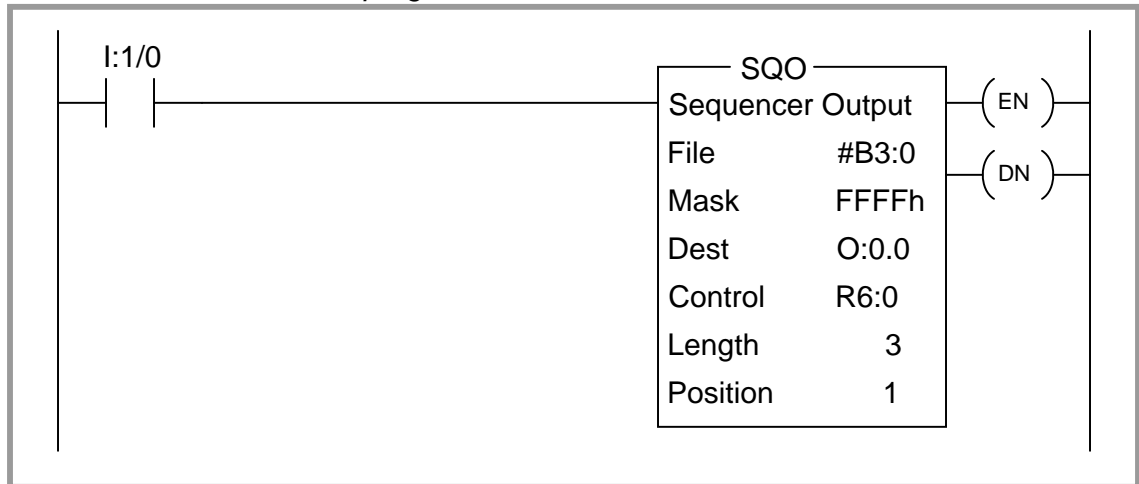 I:1/0
SQO
Sequencer Output
EN
File #B3:0
DN
Mask FFFFh
Dest O:0.0
Control R6:0
Length 3
Position 1